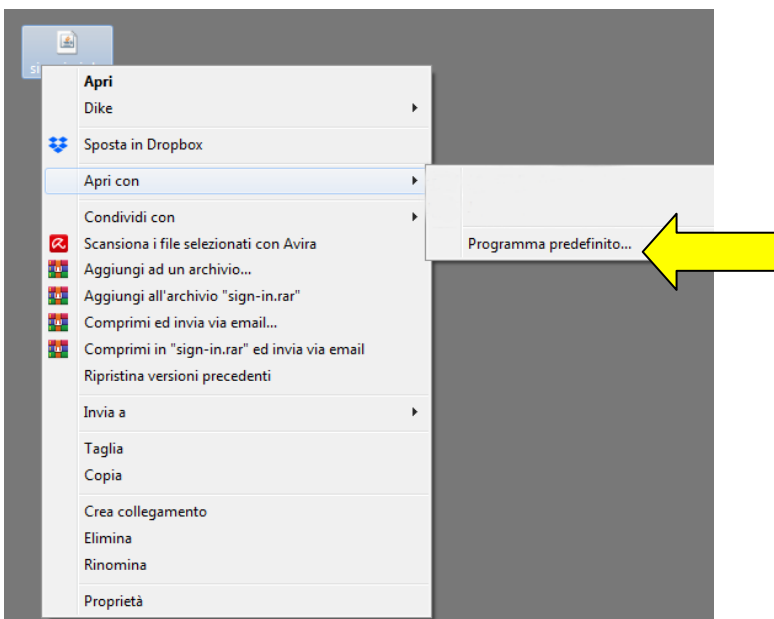 Apri
Dike
Sposta in Dropbox
Apri con
Programma predefinito...
Condividi con
Scansiona i file selezionati con Avira
Aggiungi ad un archivio...
Aggiungi all'archivio "sign-in.rar"
Comprimi ed invia via email...
Comprimi in "sign-in.rar" ed invia via email
Ripristina versioni precedenti
Invia a
Taglia
Copia
Crea collegamento
Elimina
Rinomina
Proprietà